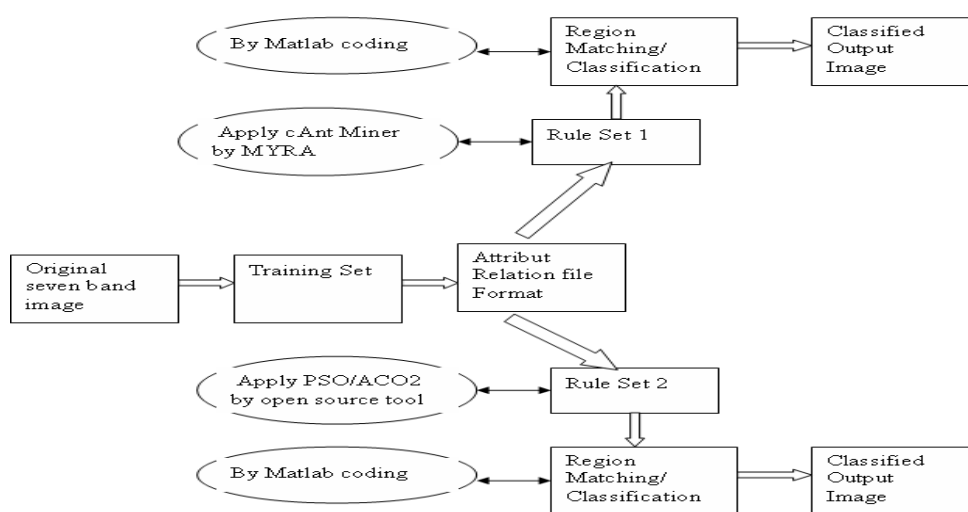 By Matlab coding
Region
Matching/
Classification
Classified
Output
Image
Apply cAnt Miner
by MYRA
Rule Set 1
Original
seven band
image
Training Set
Attribut
Relation file
Format
Apply PSO/ACO2
by open source tool
Rule Set 2
By Matlab coding
Region
Matching/
Classification
Classified
Output
Image